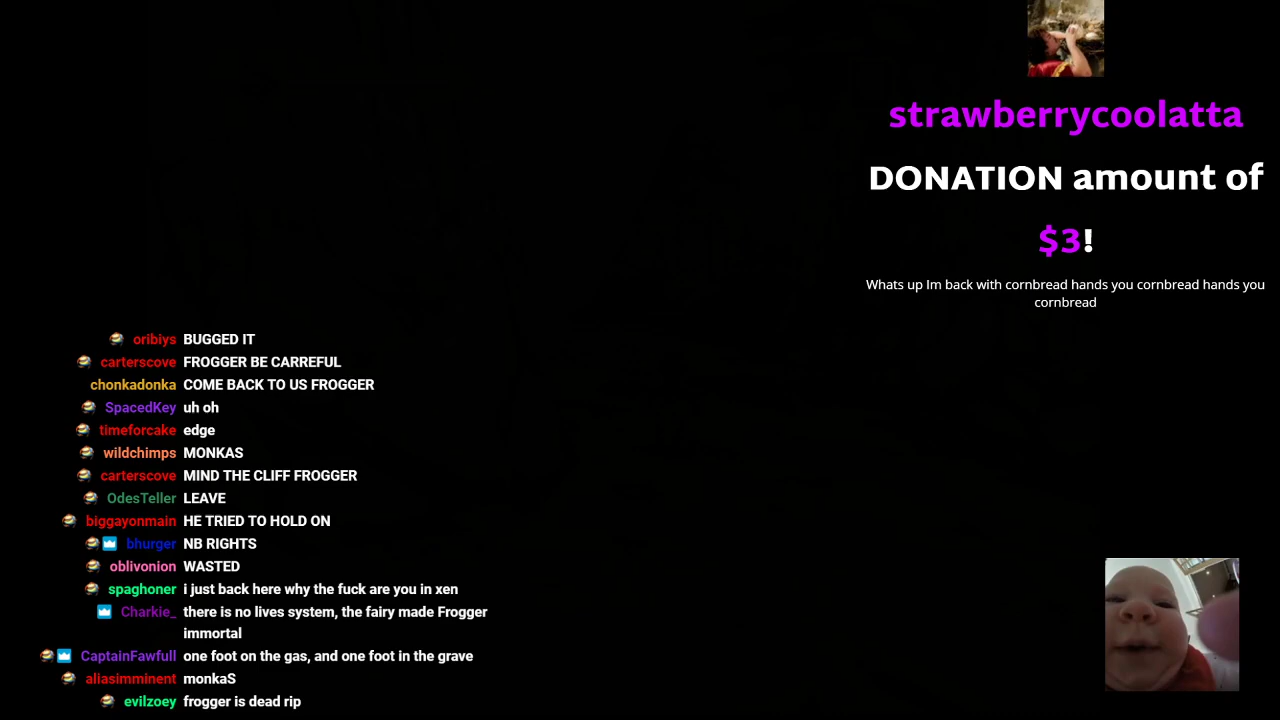 strawberrycoolatta
DONATION amount of
$3!
Whats up Im back with cornbread hands you cornbread hands you
cornbread
oribiys BUGGED IT
carterscove FROGGER BE CARREFUL
chonkadonka COME BACK TO US FROGGER
SpacedKey uh oh
timeforcake edge
wildchimps MONKAS
carterscove MIND THE CLIFF FROGGER
OdesTeller LEAVE
biggayonmain HE TRIED TO HOLD ON
bhurger NB RIGHTS
oblivonion WASTED
spaghoner i just back here why the fuck are you in xen
Charkie_ there is no lives system, the fairy made Frogger
immortal
CaptainFawfull one foot on the gas, and one foot in the grave
aliasimminent monkaS
evilzoey frogger is dead rip